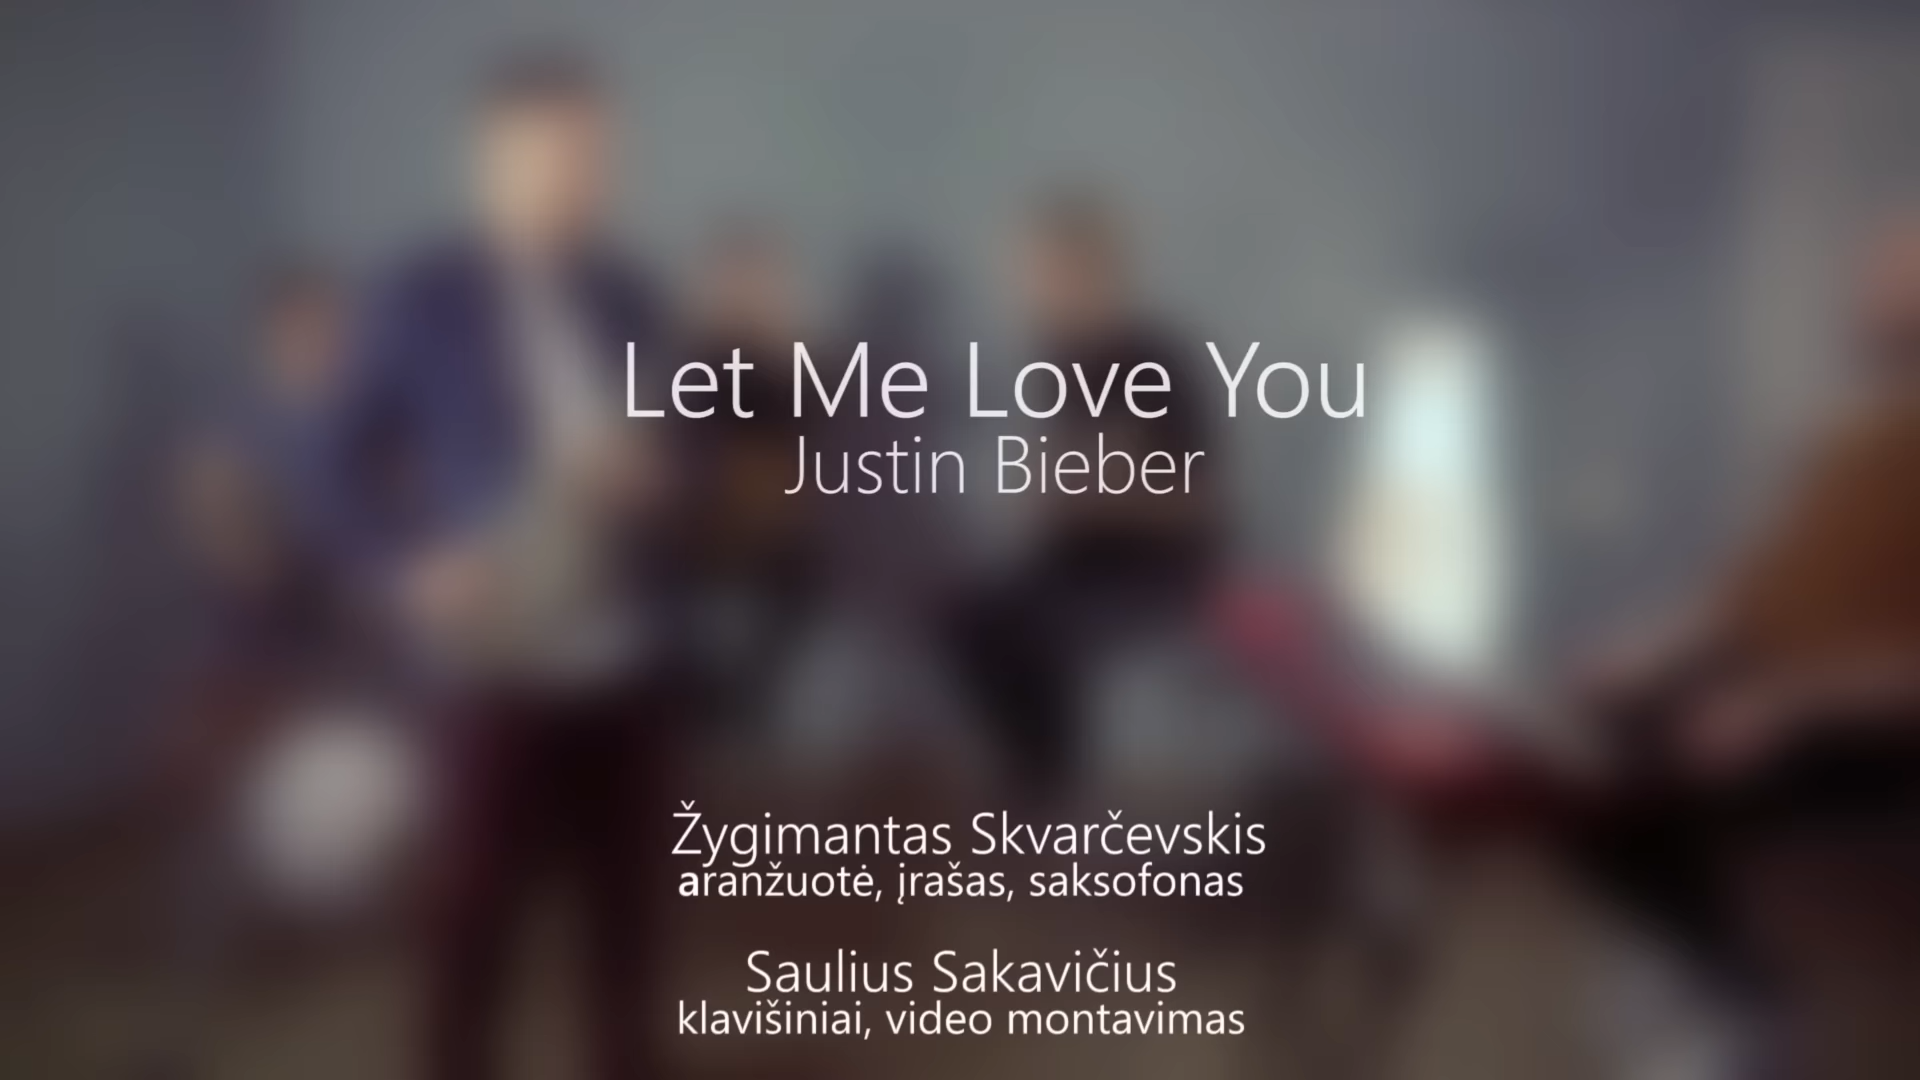 Let Me Love You
Justin Bieber
Žygimantas Skvarčevskis
aranžuotė, įrašas, saksofonas
Saulius Sakavičius
klavišiniai, video montavimas